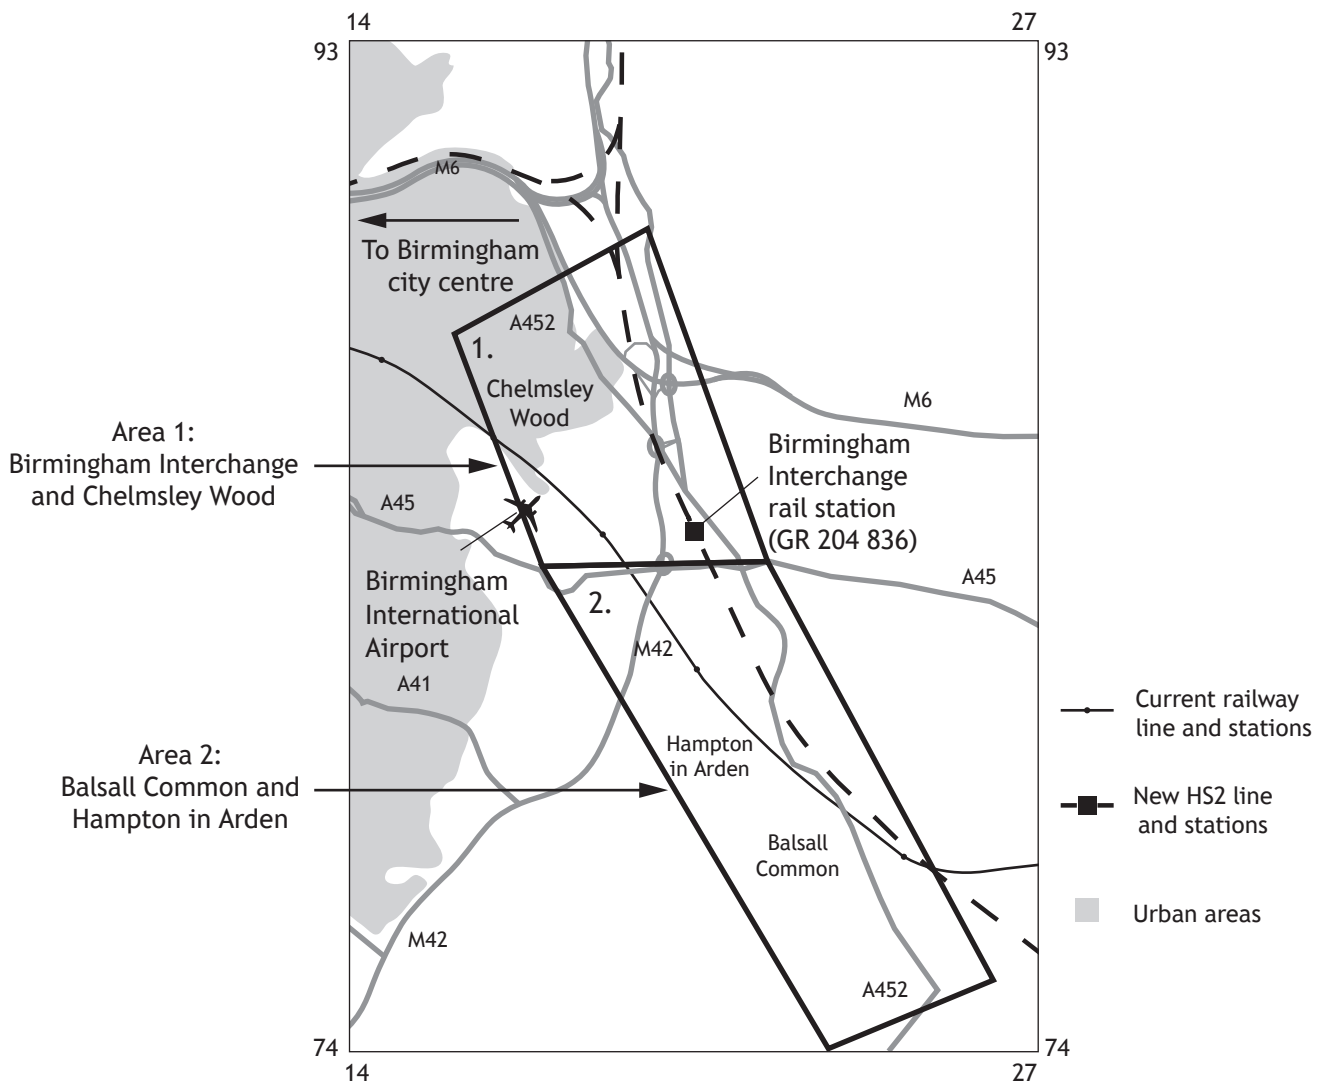 14
27
93
93
M6
To Birmingham
city centre
A452
1.
Chelmsley
Wood
M6
Area 1:
Birmingham Interchange
and Chelmsley Wood
Birmingham
Interchange
rail station
(GR 204 836)
A45
A45
Birmingham
International
Airport
2.
M42
A41
Current railway
line and stations
Area 2:
Balsall Common and
Hampton in Arden
Hampton
in Arden
New HS2 line
and stations
Balsall
Common
Urban areas
M42
A452
74
74
14
27